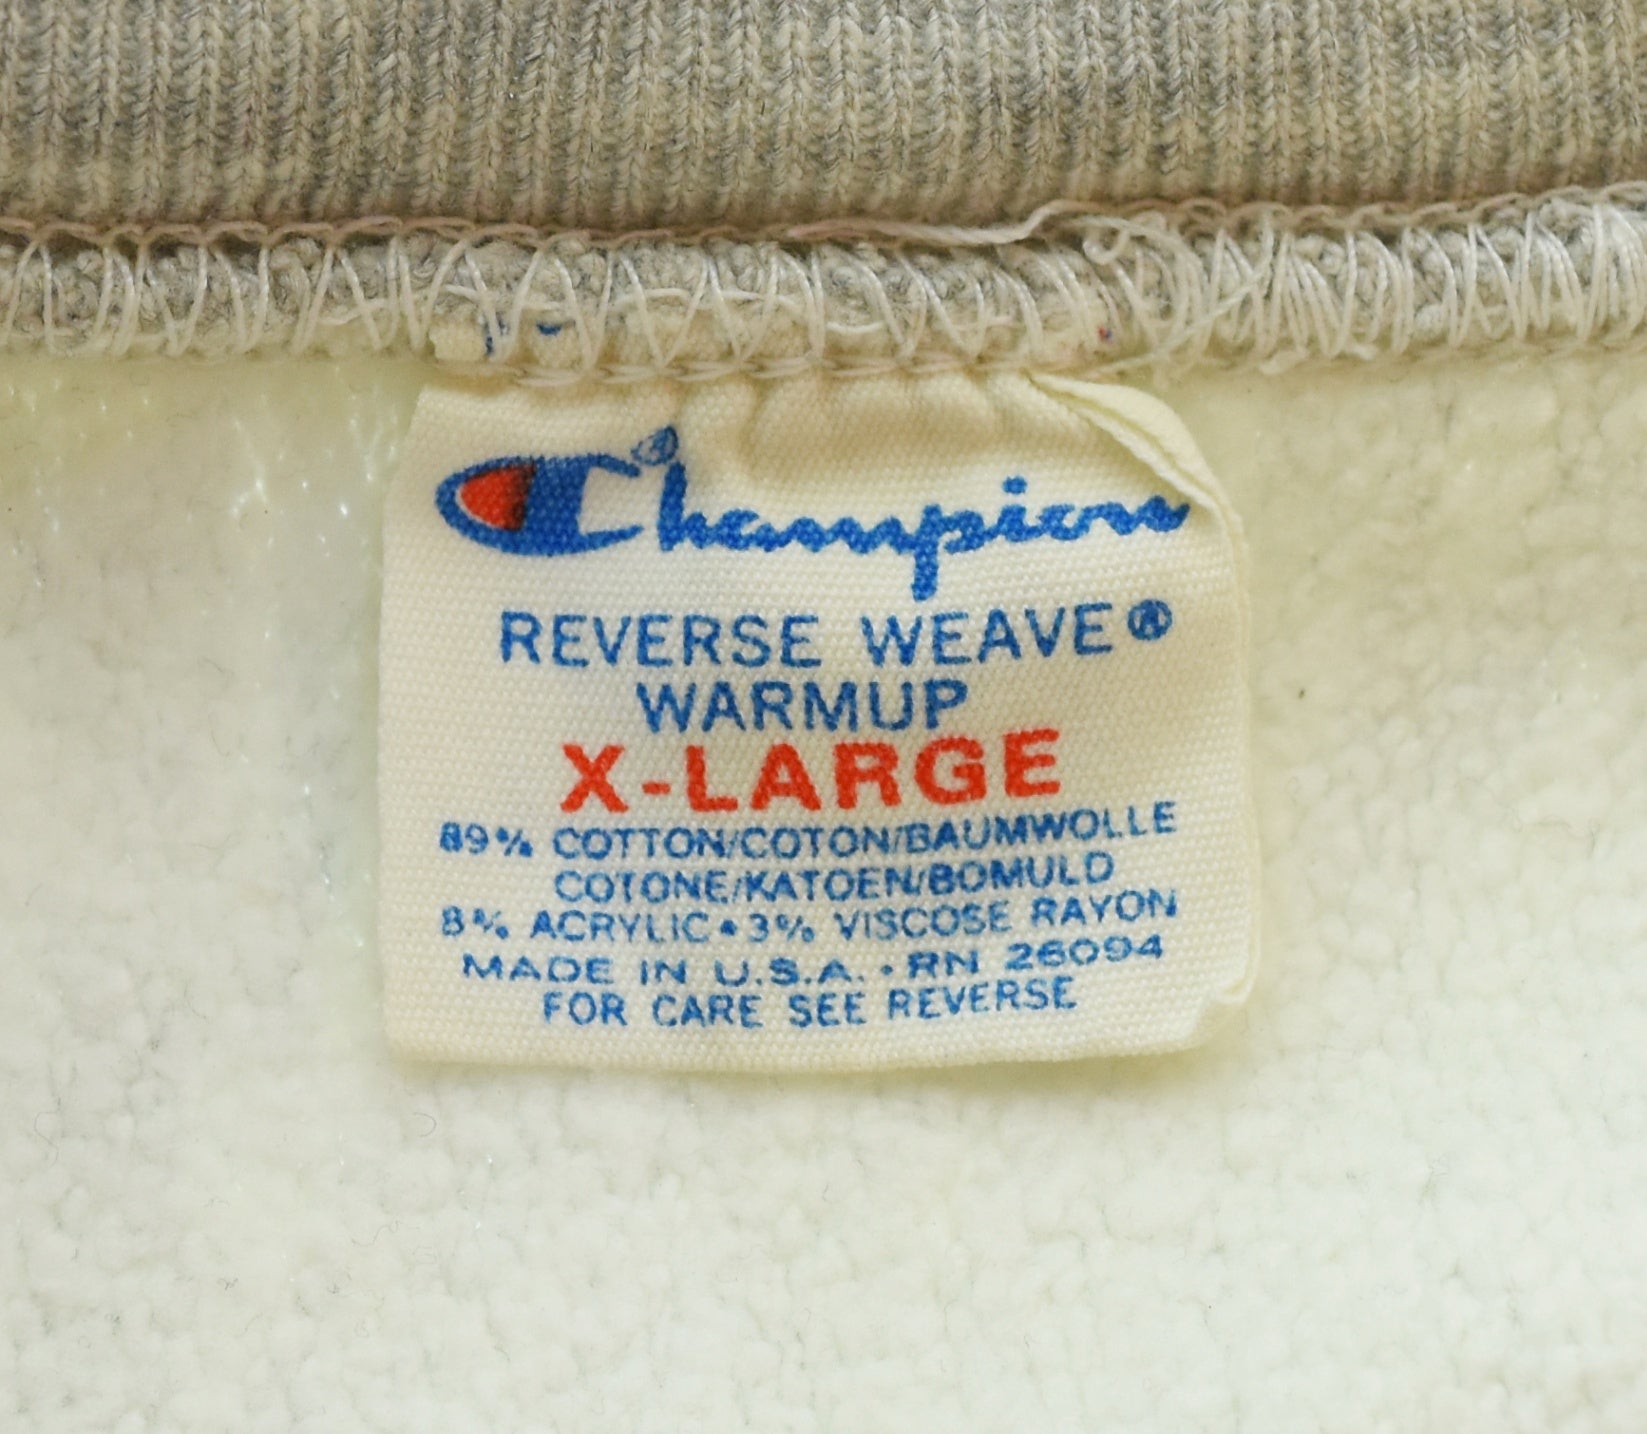 Champion
REVERSE WEAVE®
WARMUP
X-LARGE
89% COTTON/COTON/BAUMWOLLE
COTONE/KATOEN/BOMULD
8% ACRYLIC • 3% VISCOSE RAYON
MADE IN U.S.A. • RN 26094
FOR CARE SEE REVERSE